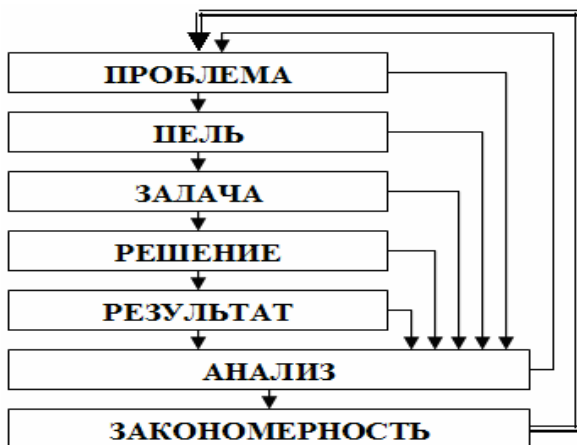 ПРОБЛЕМА
ЦЕЛЬ
ЗАДАЧА
РЕШЕНИЕ
РЕЗУЛЬТАТ
АНАЛИЗ
ЗАКОНОМЕРНОСТЬ